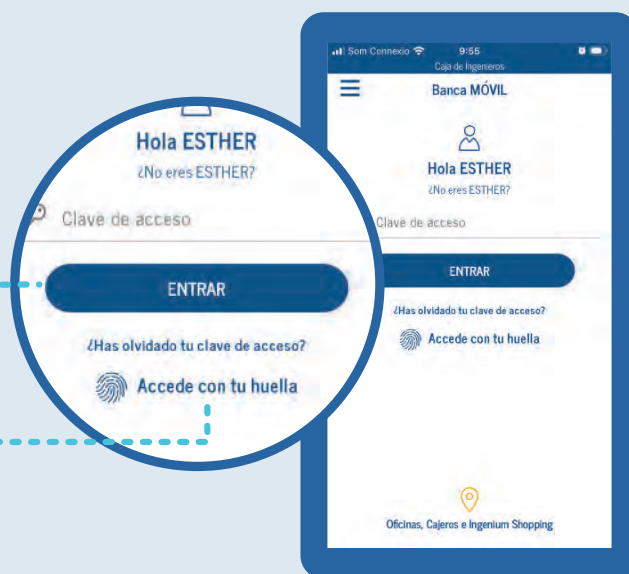 Hola ESTHER
¿No eres ESTHER?
Clave de acceso
ENTRAR
¿Has olvidado tu clave de acceso?
Accede con tu huella
Som Connexio 9:55
Caja de Ingenieros
Banca MÓVIL
Hola ESTHER
¿No eres ESTHER?
Clave de acceso
ENTRAR
¿Has olvidado tu clave de acceso?
Accede con tu huella
Oficinas, Cajeros e Ingenium Shopping